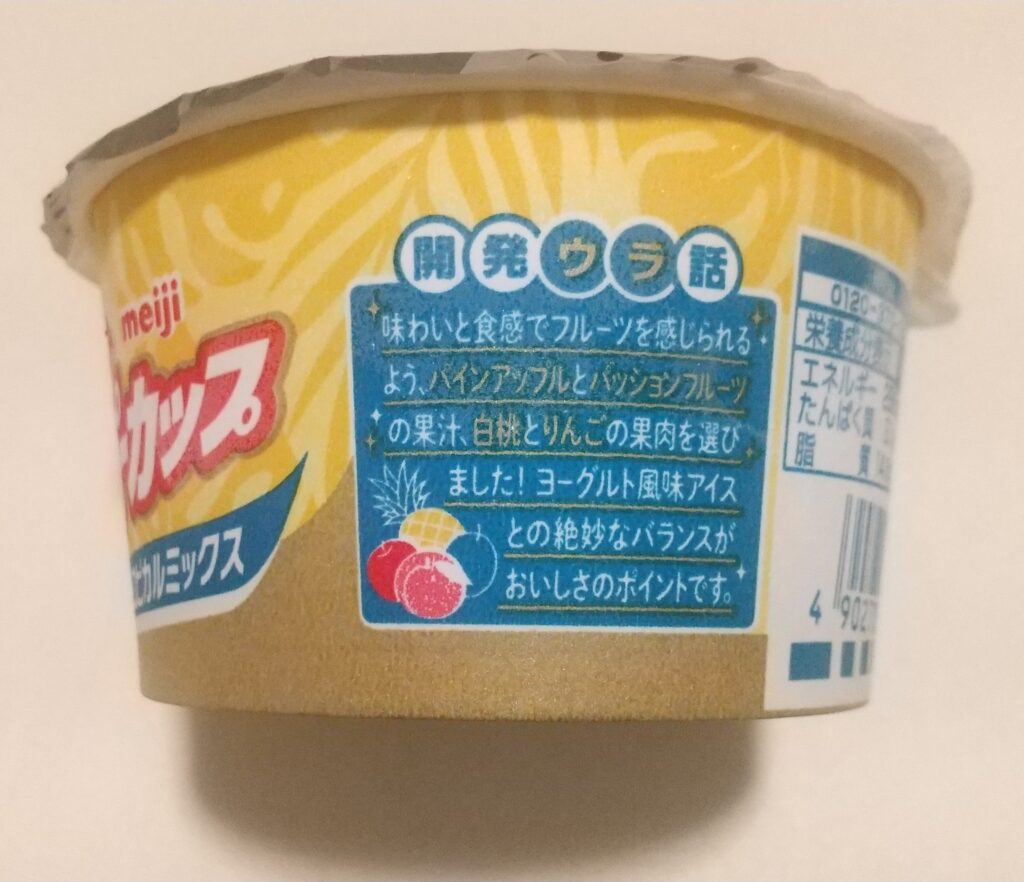 meiji
ーカップ
ピカルミックス
開発ウラ話
味わいと食感でフルーツを感じられる
よう、パインアップルとパッションフルーツ
の果汁、白桃とりんごの果肉を選び
ました！ヨーグルト風味アイス
との絶妙なバランスが
おいしさのポイントです。
0120-
栄養成分
エネルギー
たんぱく質
脂質
4 902